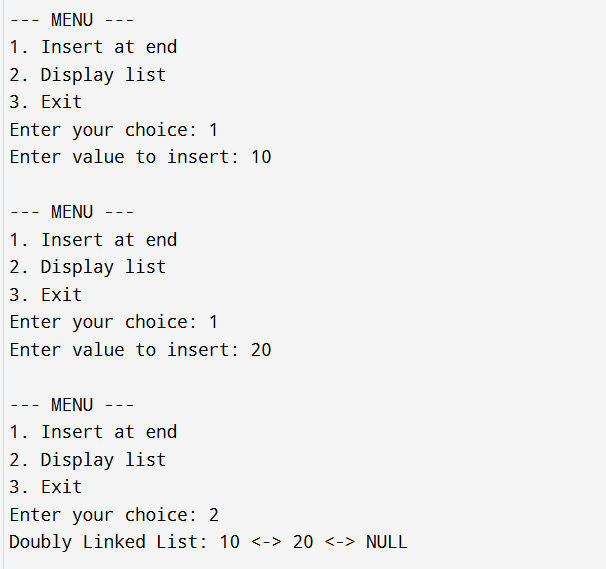 --- MENU ---
1. Insert at end
2. Display list
3. Exit
Enter your choice: 1
Enter value to insert: 10

--- MENU ---
1. Insert at end
2. Display list
3. Exit
Enter your choice: 1
Enter value to insert: 20

--- MENU ---
1. Insert at end
2. Display list
3. Exit
Enter your choice: 2
Doubly Linked List: 10 <-> 20 <-> NULL